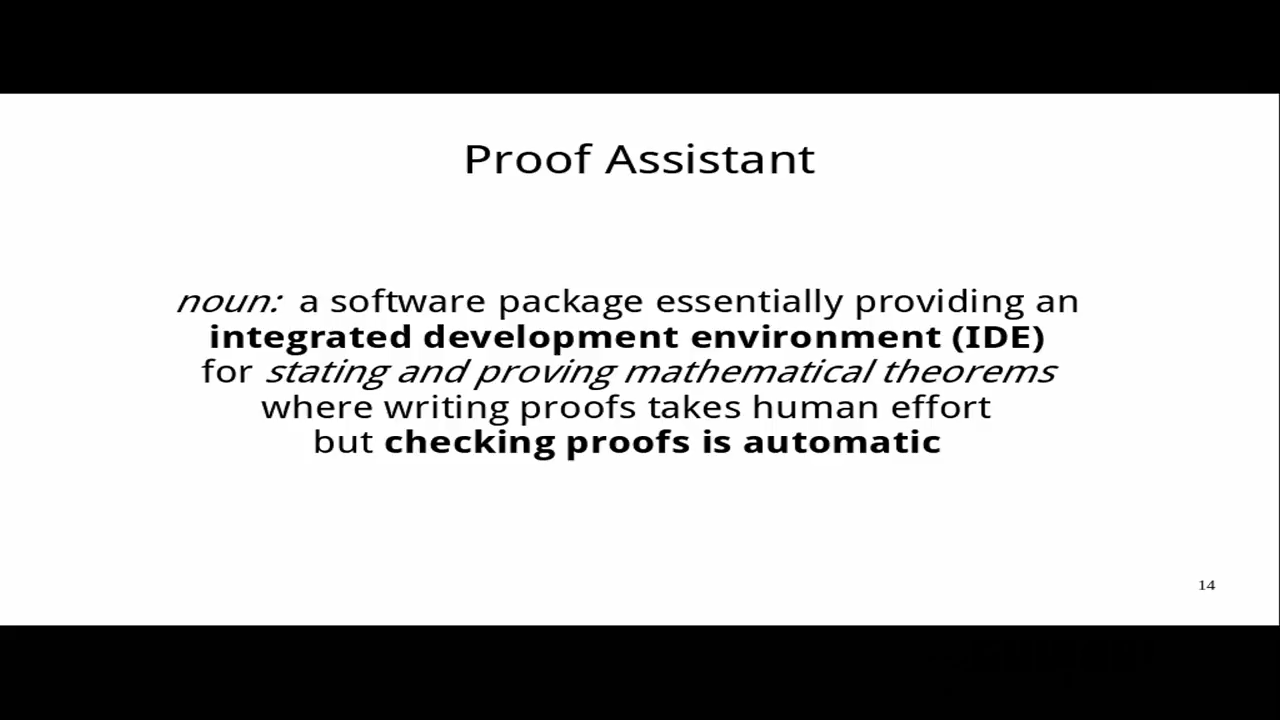 Proof Assistant
noun: a software package essentially providing an
integrated development environment (IDE)
for stating and proving mathematical theorems
where writing proofs takes human effort
but checking proofs is automatic
14